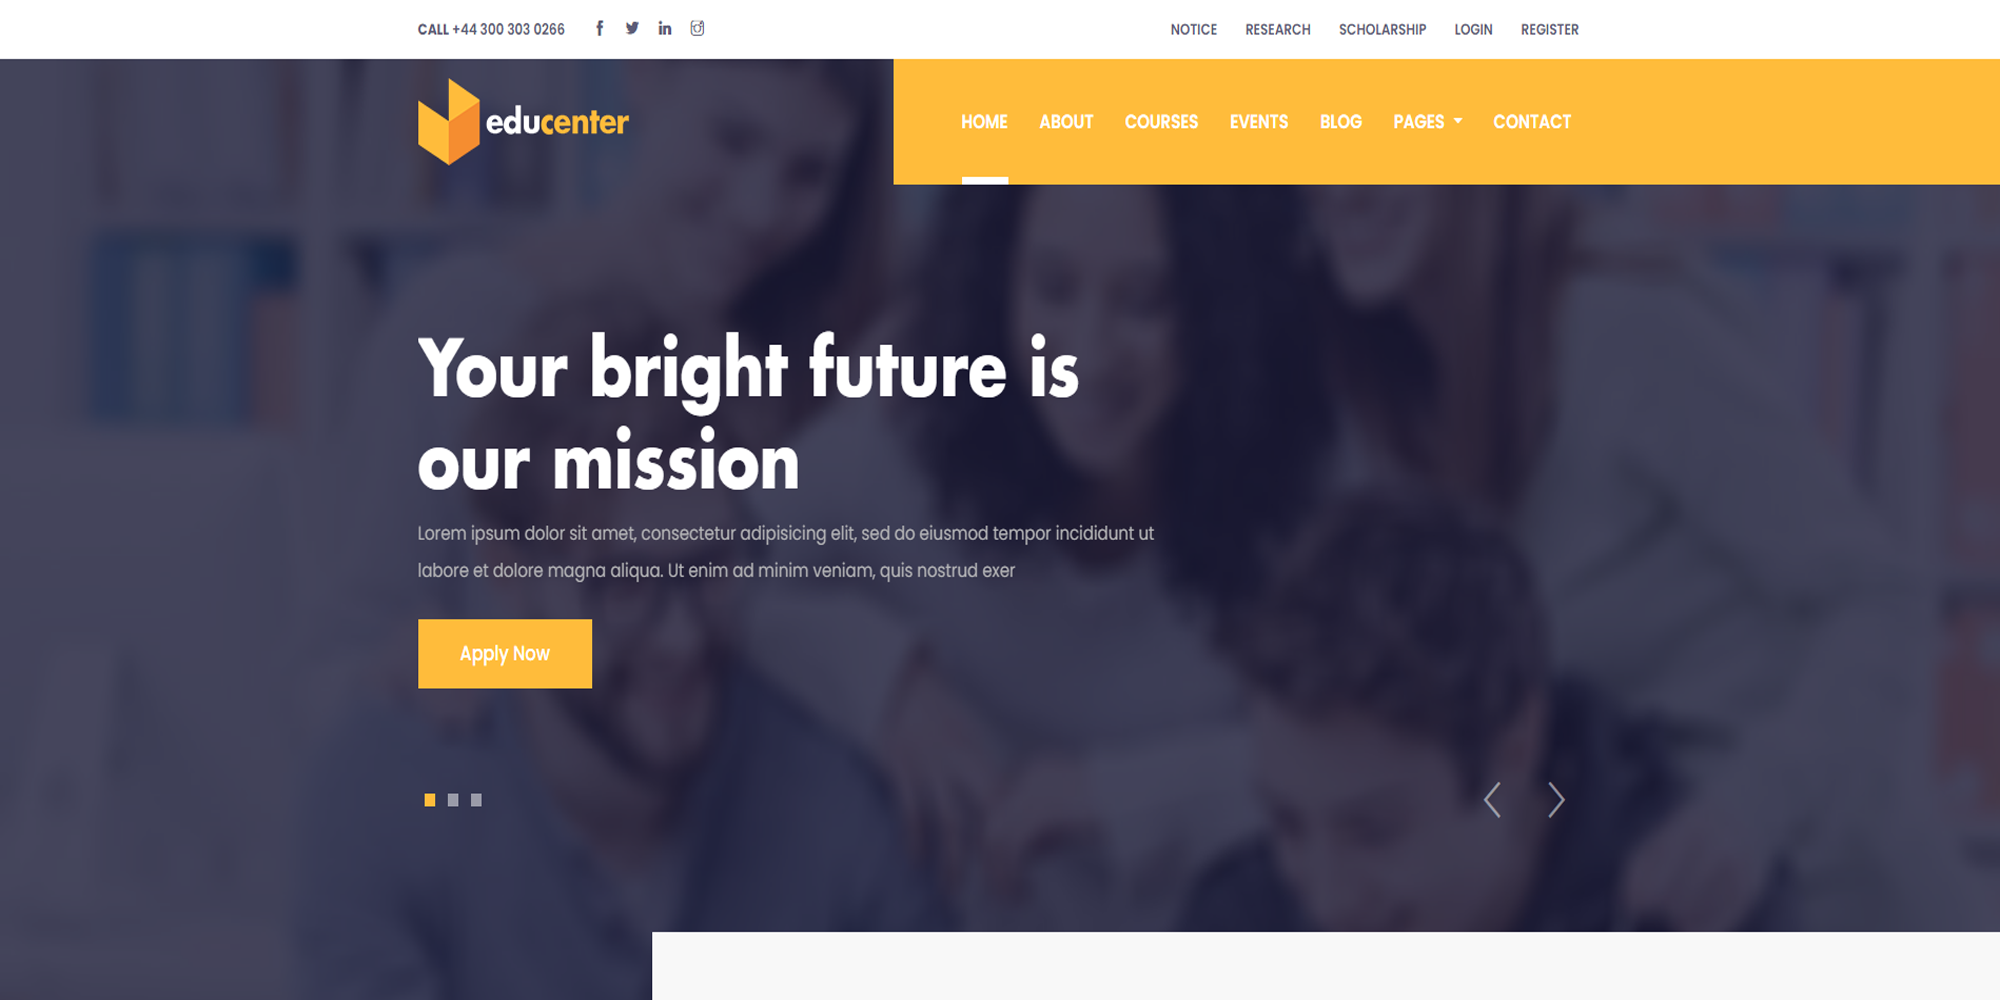 CALL +44 300 303 0266
NOTICE RESEARCH SCHOLARSHIP LOGIN REGISTER
educenter
HOME ABOUT COURSES EVENTS BLOG PAGES CONTACT
Your bright future is
our mission
Lorem ipsum dolor sit amet, consectetur adipisicing elit, sed do eiusmod tempor incididunt ut
labore et dolore magna aliqua. Ut enim ad minim veniam, quis nostrud exer
Apply Now